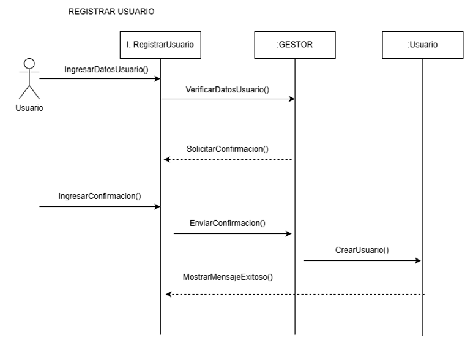 REGISTRAR USUARIO
I. RegistrarUsuario
:GESTOR
:Usuario
IngresarDatosUsuario()
Usuario
VerificarDatosUsuario()
SolicitarConfirmacion()
IngresarConfirmacion()
EnviarConfirmacion()
CrearUsuario()
MostrarMensajeExitoso()